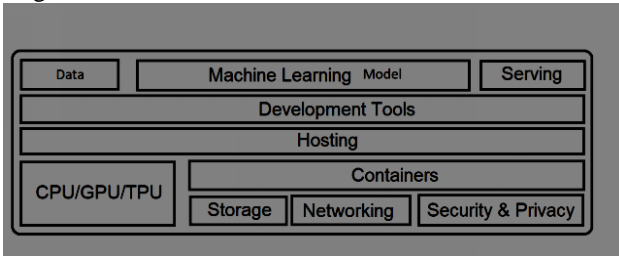 Data
Machine Learning Model
Serving
Development Tools
Hosting
CPU/GPU/TPU
Containers
Storage
Networking
Security & Privacy